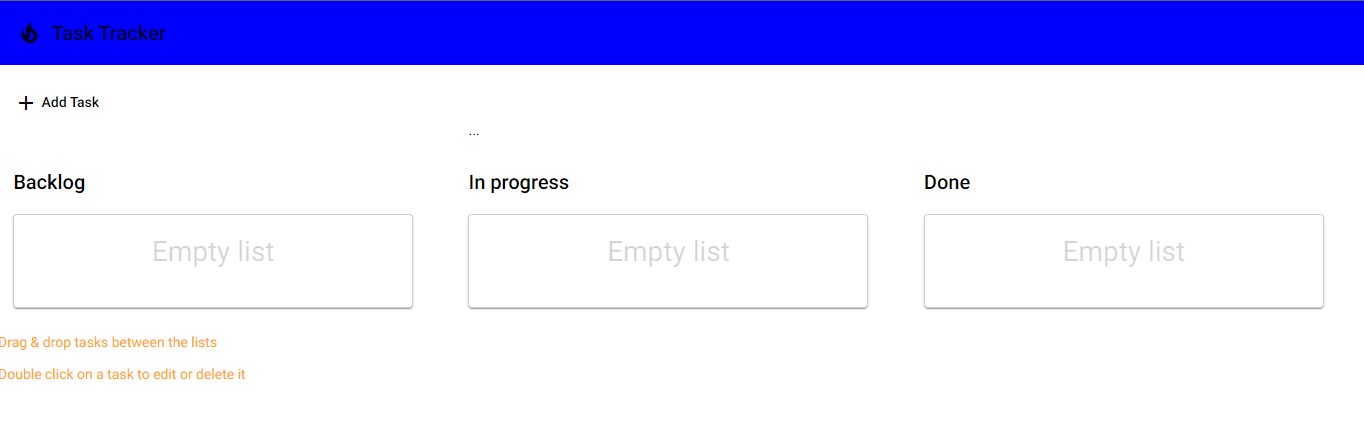 Task Tracker
Add Task
...
Backlog
In progress
Done
Empty list
Empty list
Empty list
Drag & drop tasks between the lists
Double click on a task to edit or delete it